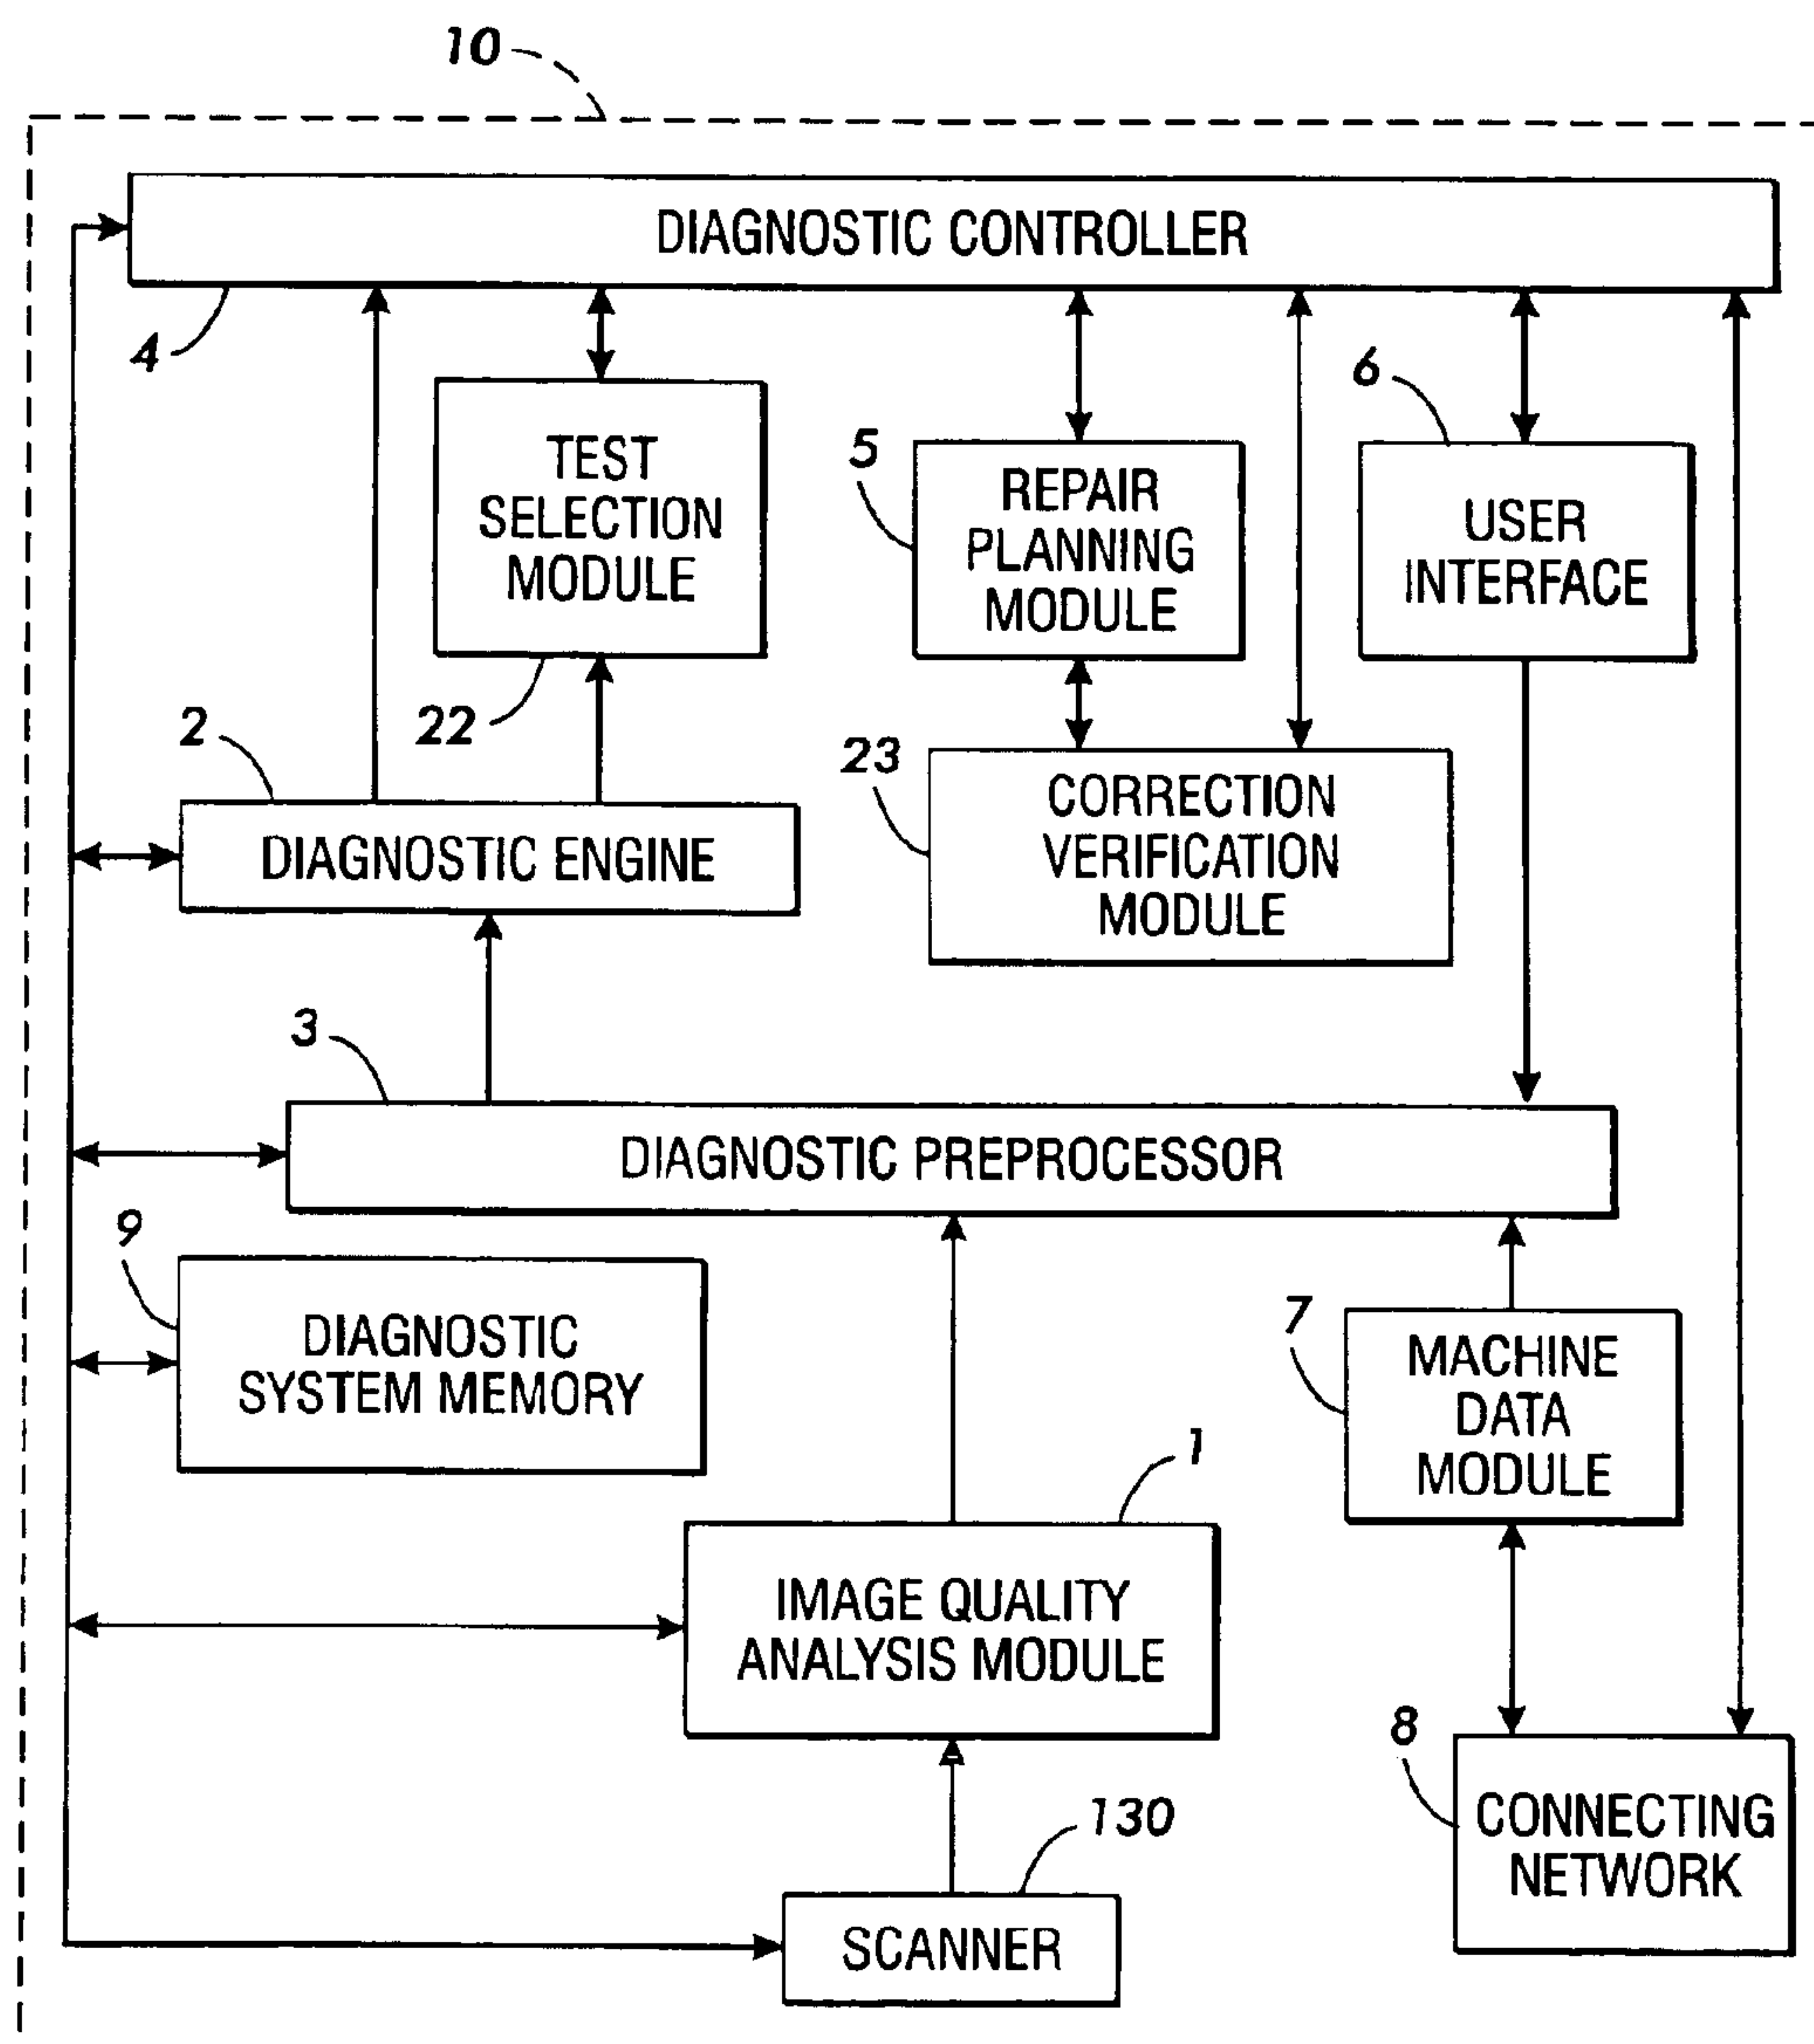 10
DIAGNOSTIC CONTROLLER
4
6
TEST
SELECTION
MODULE
5
REPAIR
PLANNING
MODULE
USER
INTERFACE
22
2
23
CORRECTION
VERIFICATION
MODULE
DIAGNOSTIC ENGINE
3
DIAGNOSTIC PREPROCESSOR
9
DIAGNOSTIC
SYSTEM MEMORY
7
MACHINE
DATA
MODULE
1
IMAGE QUALITY
ANALYSIS MODULE
8
CONNECTING
NETWORK
130
SCANNER